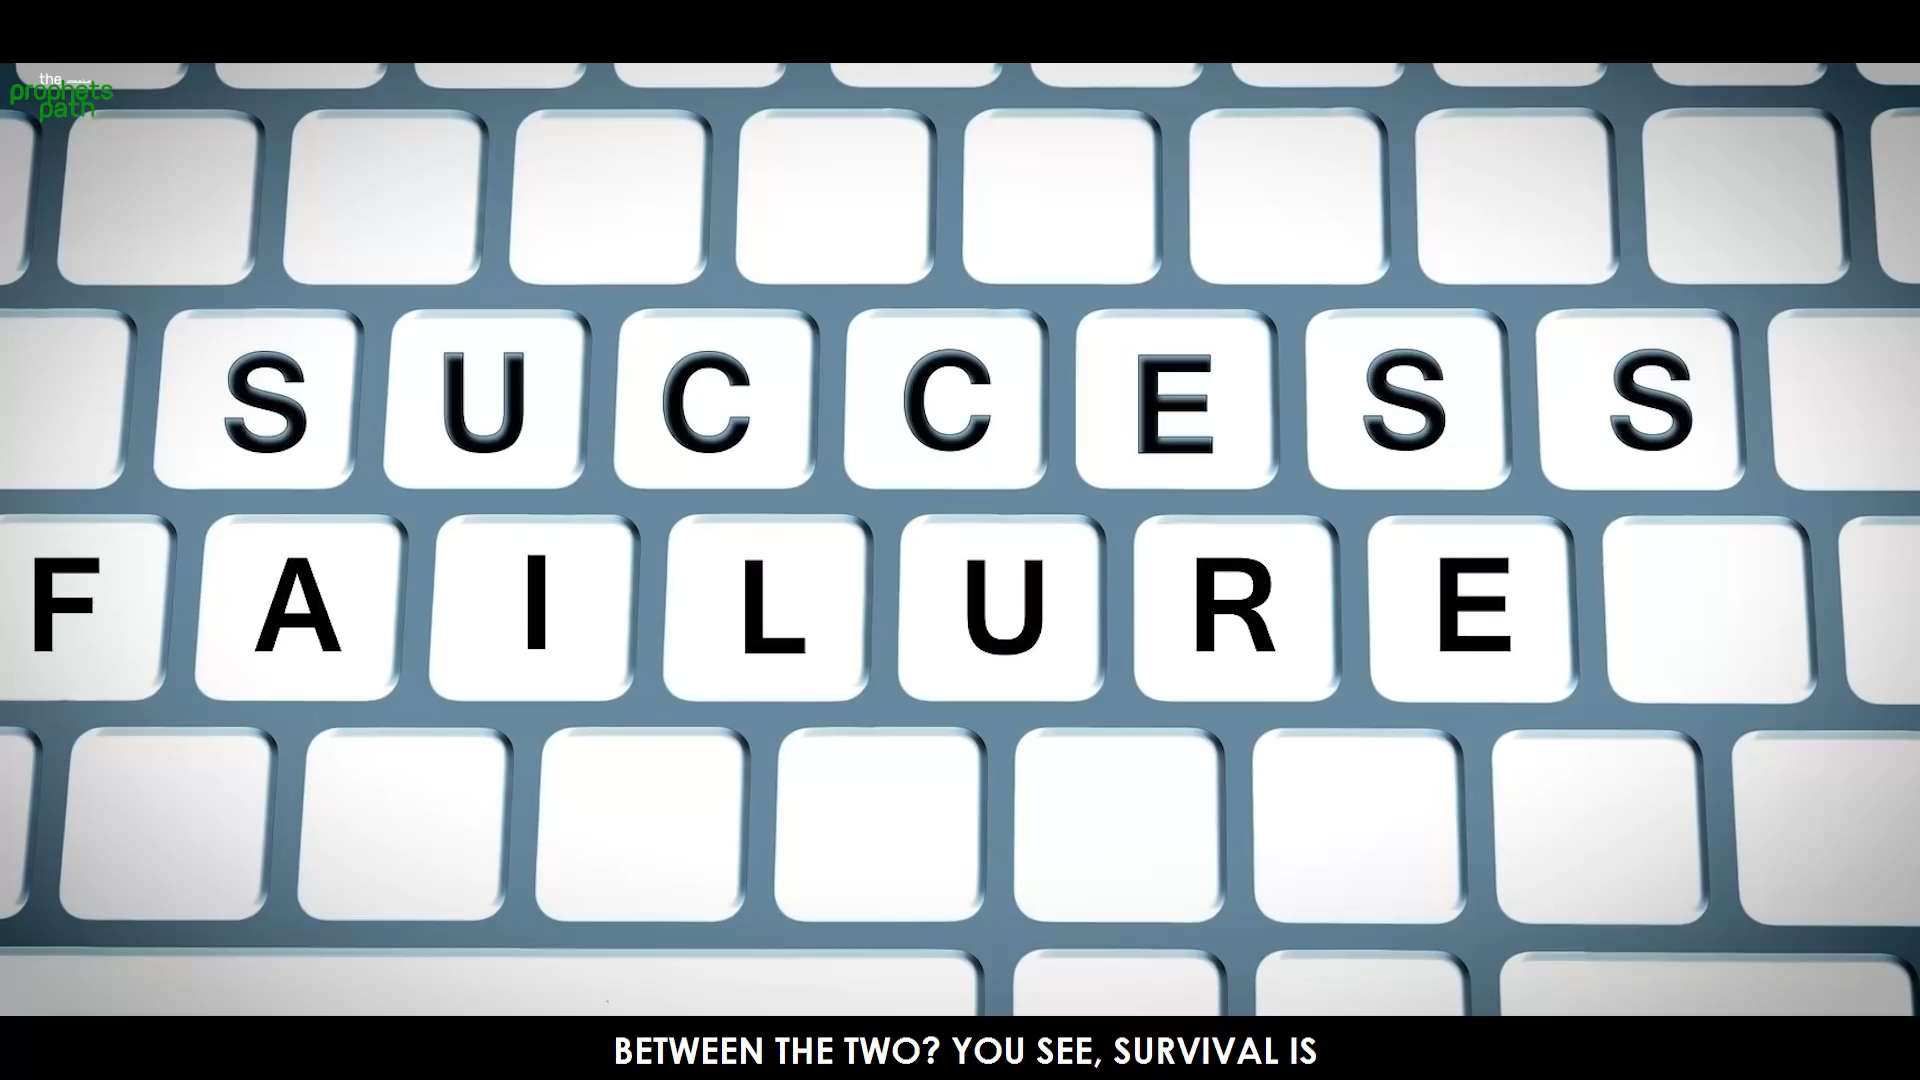 the
prophets
path
SUCCESS
FAILURE
BETWEEN THE TWO? YOU SEE, SURVIVAL IS